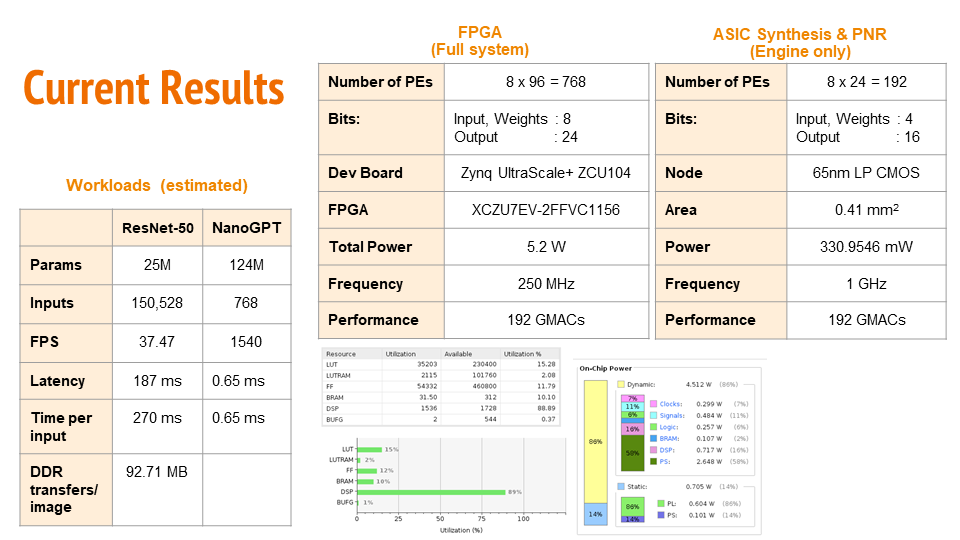 Current Results
Workloads (estimated)
ResNet-50 NanoGPT
Params 25M 124M
Inputs 150,528 768
FPS 37.47 1540
Latency 187 ms 0.65 ms
Time per input 270 ms 0.65 ms
DDR transfers/ image 92.71 MB
FPGA
(Full system)
Number of PEs 8 x 96 = 768
Bits: Input, Weights : 8
Output : 24
Dev Board Zynq UltraScale+ ZCU104
FPGA XCZU7EV-2FFVC1156
Total Power 5.2 W
Frequency 250 MHz
Performance 192 GMACs
ASIC Synthesis & PNR
(Engine only)
Number of PEs 8 x 24 = 192
Bits: Input, Weights : 4
Output : 16
Node 65nm LP CMOS
Area 0.41 mm²
Power 330.9546 mW
Frequency 1 GHz
Performance 192 GMACs
Resource Utilization Available Utilization %
LUT 35203 230400 15.28
LUTRAM 2115 101760 2.08
FF 54332 460800 11.79
BRAM 31.50 312 10.10
DSP 1536 1728 88.89
BUFG 2 544 0.37
LUT 15%
LUTRAM 2%
FF 12%
BRAM 10%
DSP 89%
BUFG 1%
0 25 50 75 100
Utilization (%)
On-Chip Power
Dynamic: 4.512 W (86%)
86%
7%
11%
6%
16%
58%
Clocks: 0.299 W (7%)
Signals: 0.484 W (11%)
Logic: 0.257 W (6%)
BRAM: 0.107 W (2%)
DSP: 0.717 W (16%)
PS: 2.648 W (58%)
14%
Static: 0.705 W (14%)
86%
14%
PL: 0.604 W (86%)
PS: 0.101 W (14%)